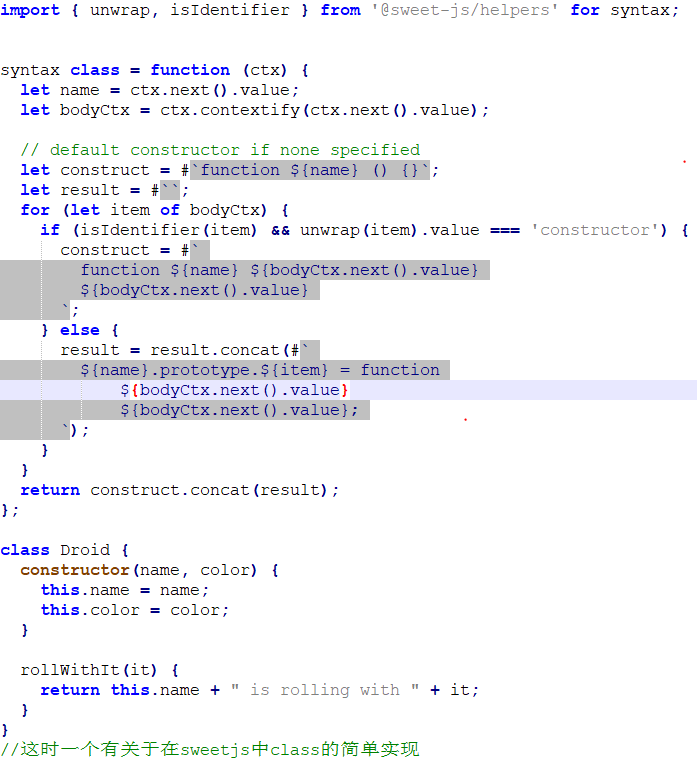 import { unwrap, isIdentifier } from '@sweet-js/helpers' for syntax;
syntax class = function (ctx) {
  let name = ctx.next().value;
  let bodyCtx = ctx.contextify(ctx.next().value);
  // default constructor if none specified
  let construct = #`function ${name} () {}`;
  let result = #``;
  for (let item of bodyCtx) {
    if (isIdentifier(item) && unwrap(item).value === 'constructor') {
      construct = #`
        function ${name} ${bodyCtx.next().value}
        ${bodyCtx.next().value}
      `;
    } else {
      result = result.concat(#`
        ${name}.prototype.${item} = function
            ${bodyCtx.next().value}
            ${bodyCtx.next().value};
      `);
    }
  }
  return construct.concat(result);
};
class Droid {
  constructor(name, color) {
    this.name = name;
    this.color = color;
  }
  rollWithIt(it) {
    return this.name + " is rolling with " + it;
  }
}
//这时一个有关于在sweetjs中class的简单实现